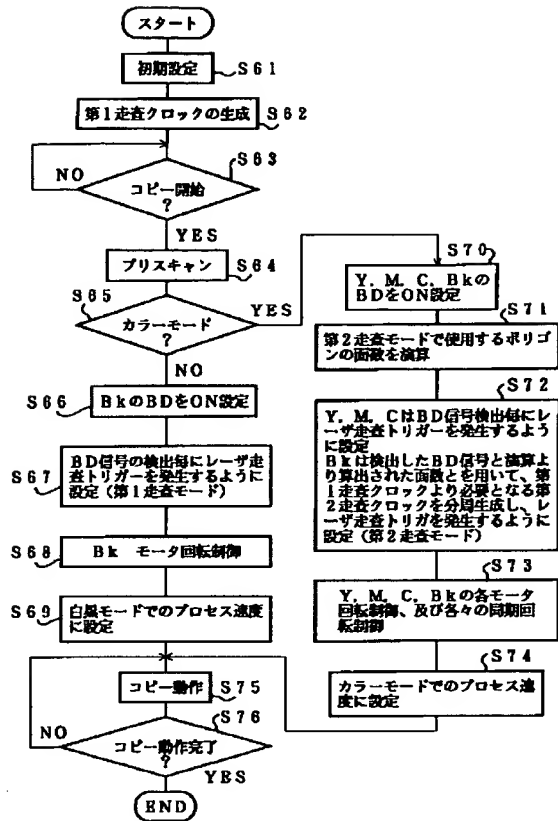 スタート
初期設定
S61
第1走査クロックの生成
S62
S63
NO
コピー開始
?
YES
プリスキャン
S64
S65
カラーモード
?
YES
NO
S66
BkのBDをON設定
S67
BD信号の検出毎にレーザ走
査トリガーを発生するように
設定(第1走査モード)
S68
Bk モータ回転制御
S69
白黒モードでのプロセス速度
に設定
S70
Y, M, C, Bkの
BDをON設定
S71
第2走査モードで使用するポリゴ
ンの面数を演算
S72
Y, M, CはBD信号検出毎にレ
ーザ走査トリガーを発生するよう
に設定
Bkは検出したBD信号と演算よ
り算出された面数とを用いて、第
1走査クロックより必要となる第
2走査クロックを分周生成し、レ
ーザ走査トリガを発生するように
設定(第2走査モード)
S73
Y, M, C, Bkの各モータ
回転制御、及び各々の同期回
転制御
S74
カラーモードでのプロセス速
度に設定
コピー動作
S75
S76
NO
コピー動作完了
?
YES
END